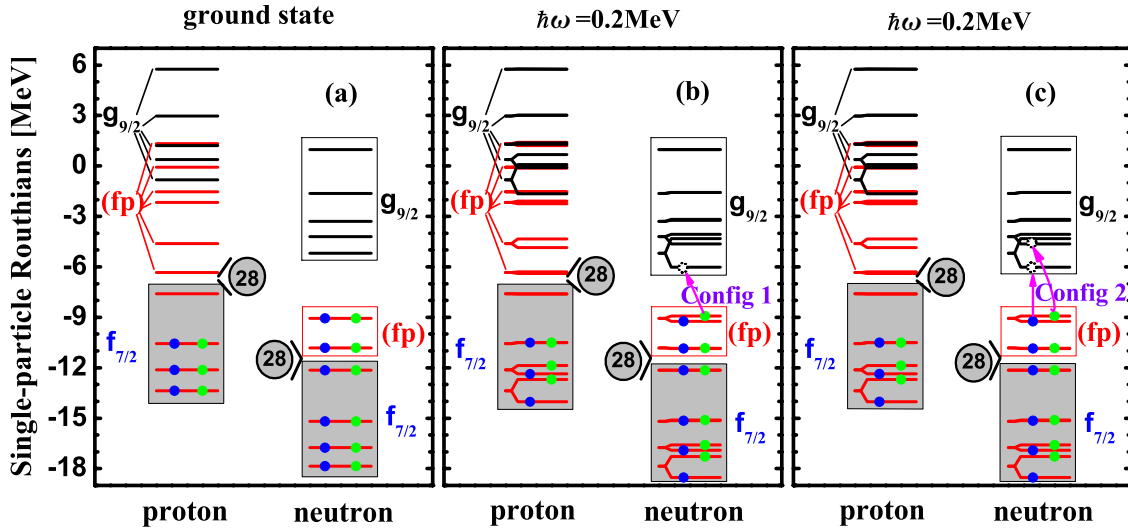 ground state
ħω =0.2MeV
ħω =0.2MeV
Single-particle Routhians [MeV]
6
3
0
-3
-6
-9
-12
-15
-18
(a)
g9/2
(fp)
g9/2
28
(fp)
28
f7/2
f7/2
proton
neutron
(b)
g9/2
(fp)
g9/2
28
Config 1
(fp)
28
f7/2
f7/2
proton
neutron
(c)
g9/2
(fp)
g9/2
28
Config 2
(fp)
28
f7/2
f7/2
proton
neutron